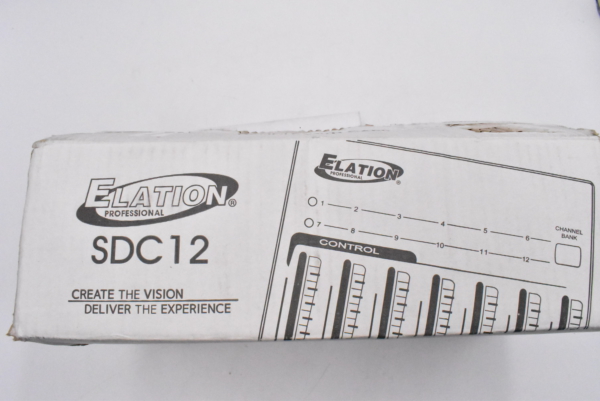 ELATION®
PROFESSIONAL
SDC12
CREATE THE VISION
DELIVER THE EXPERIENCE
ELATION®
PROFESSIONAL
1 2 3 4 5 6
7 8 9 10 11 12
CHANNEL
BANK
CONTROL